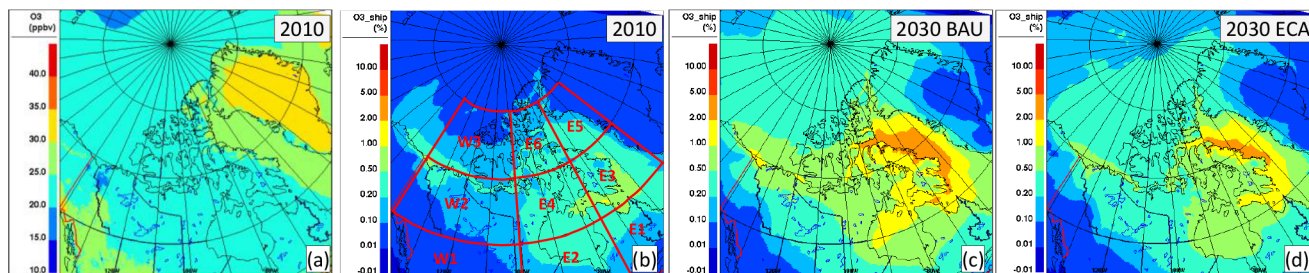 O3
(ppbv)
2010
40.0
35.0
30.0
25.0
20.0
15.0
10.0
120W
(a)
O3_ship
(%)
2010
10.00
5.00
2.00
1.00
0.50
0.20
0.10
0.01
-0.01
W3
E6
E5
E3
W2
E4
E1
W1
E2
(b)
O3_ship
(%)
2030 BAU
10.00
5.00
2.00
1.00
0.50
0.20
0.10
0.01
-0.01
120W
(c)
O3_ship
(%)
2030 ECA
10.00
5.00
2.00
1.00
0.50
0.20
0.10
0.01
-0.01
120W
(d)